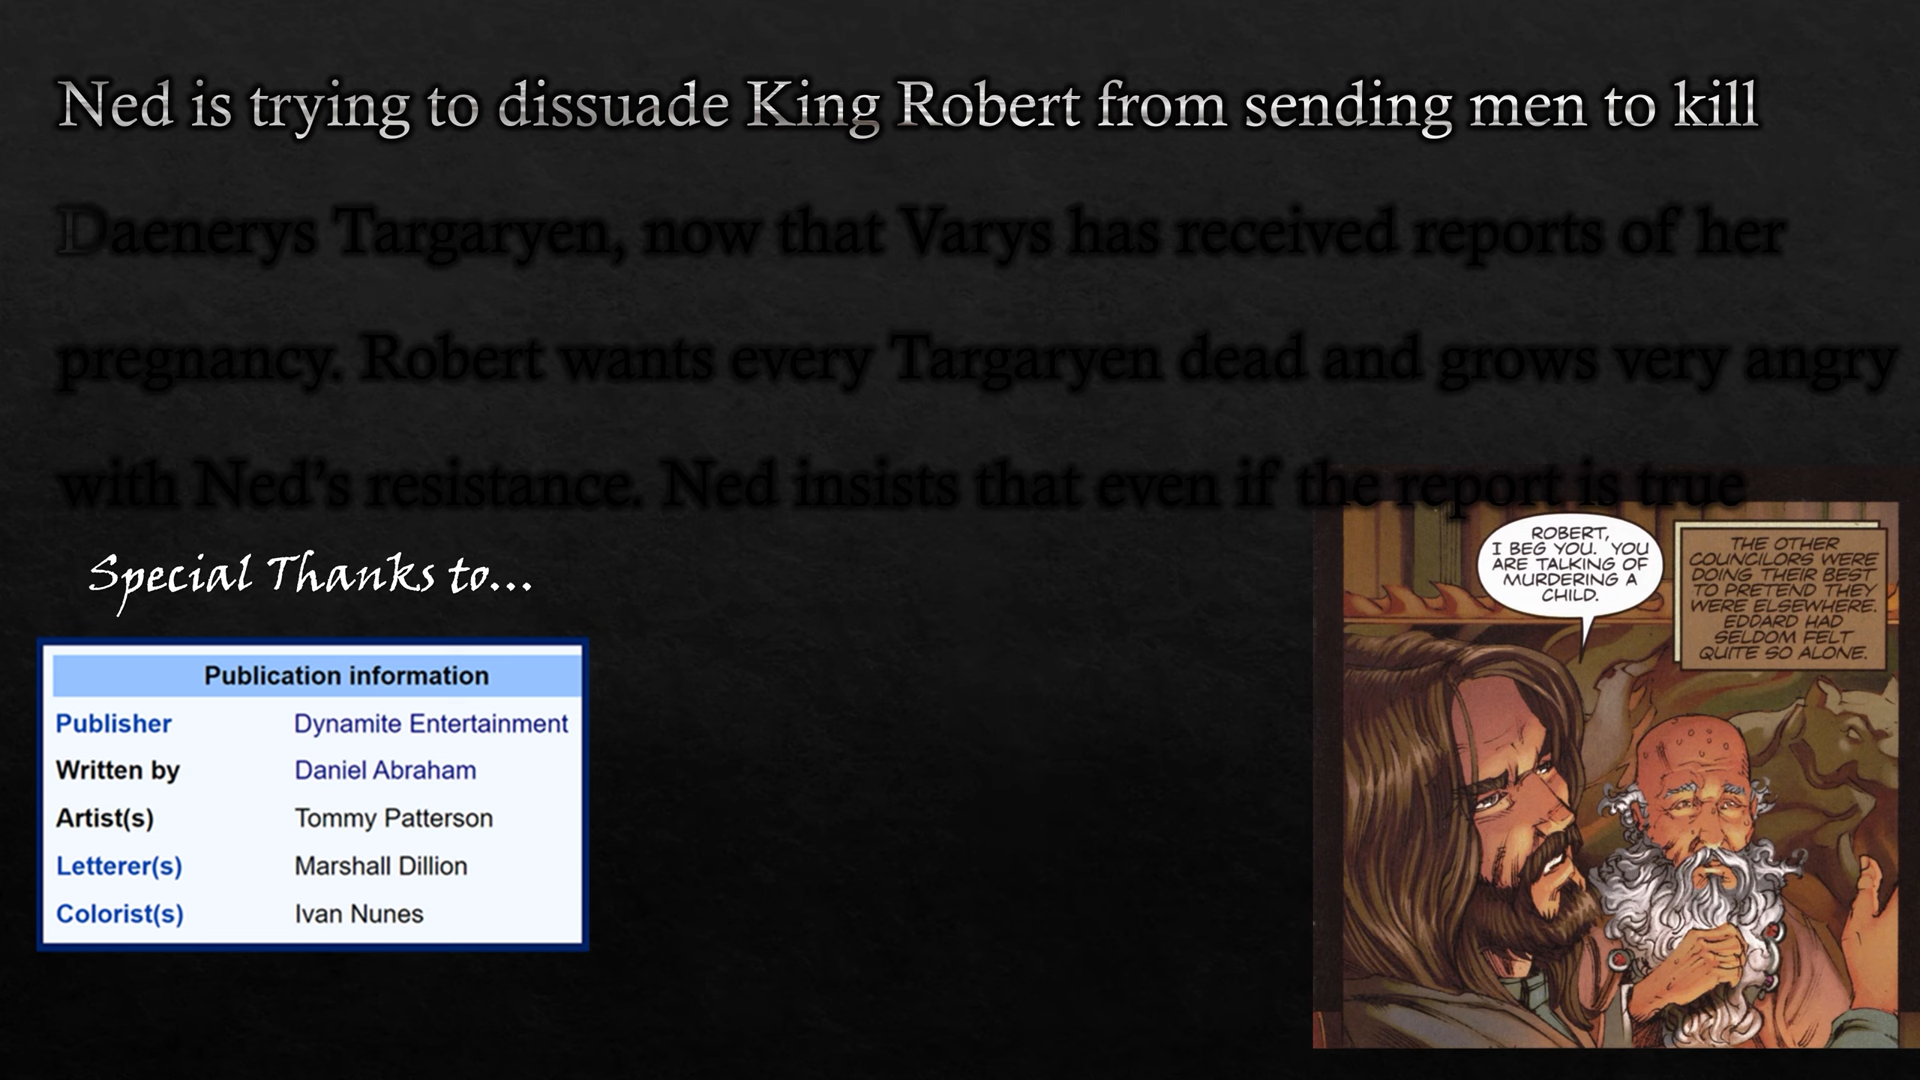 Ned is trying to dissuade King Robert from sending men to kill
Daenerys Targaryen, now that Varys has received reports of her
pregnancy. Robert wants every Targaryen dead and grows very angry
with Ned’s resistance. Ned insists that even if the report is true
Special Thanks to...
Publication information
Publisher Dynamite Entertainment
Written by Daniel Abraham
Artist(s) Tommy Patterson
Letterer(s) Marshall Dillion
Colorist(s) Ivan Nunes
ROBERT,
I BEG YOU. YOU
ARE TALKING OF
MURDERING A
CHILD.
THE OTHER
COUNCILORS WERE
DOING THEIR BEST
TO PRETEND THEY
WERE ELSEWHERE.
EDDARD HAD
SELDOM FELT
QUITE SO ALONE.